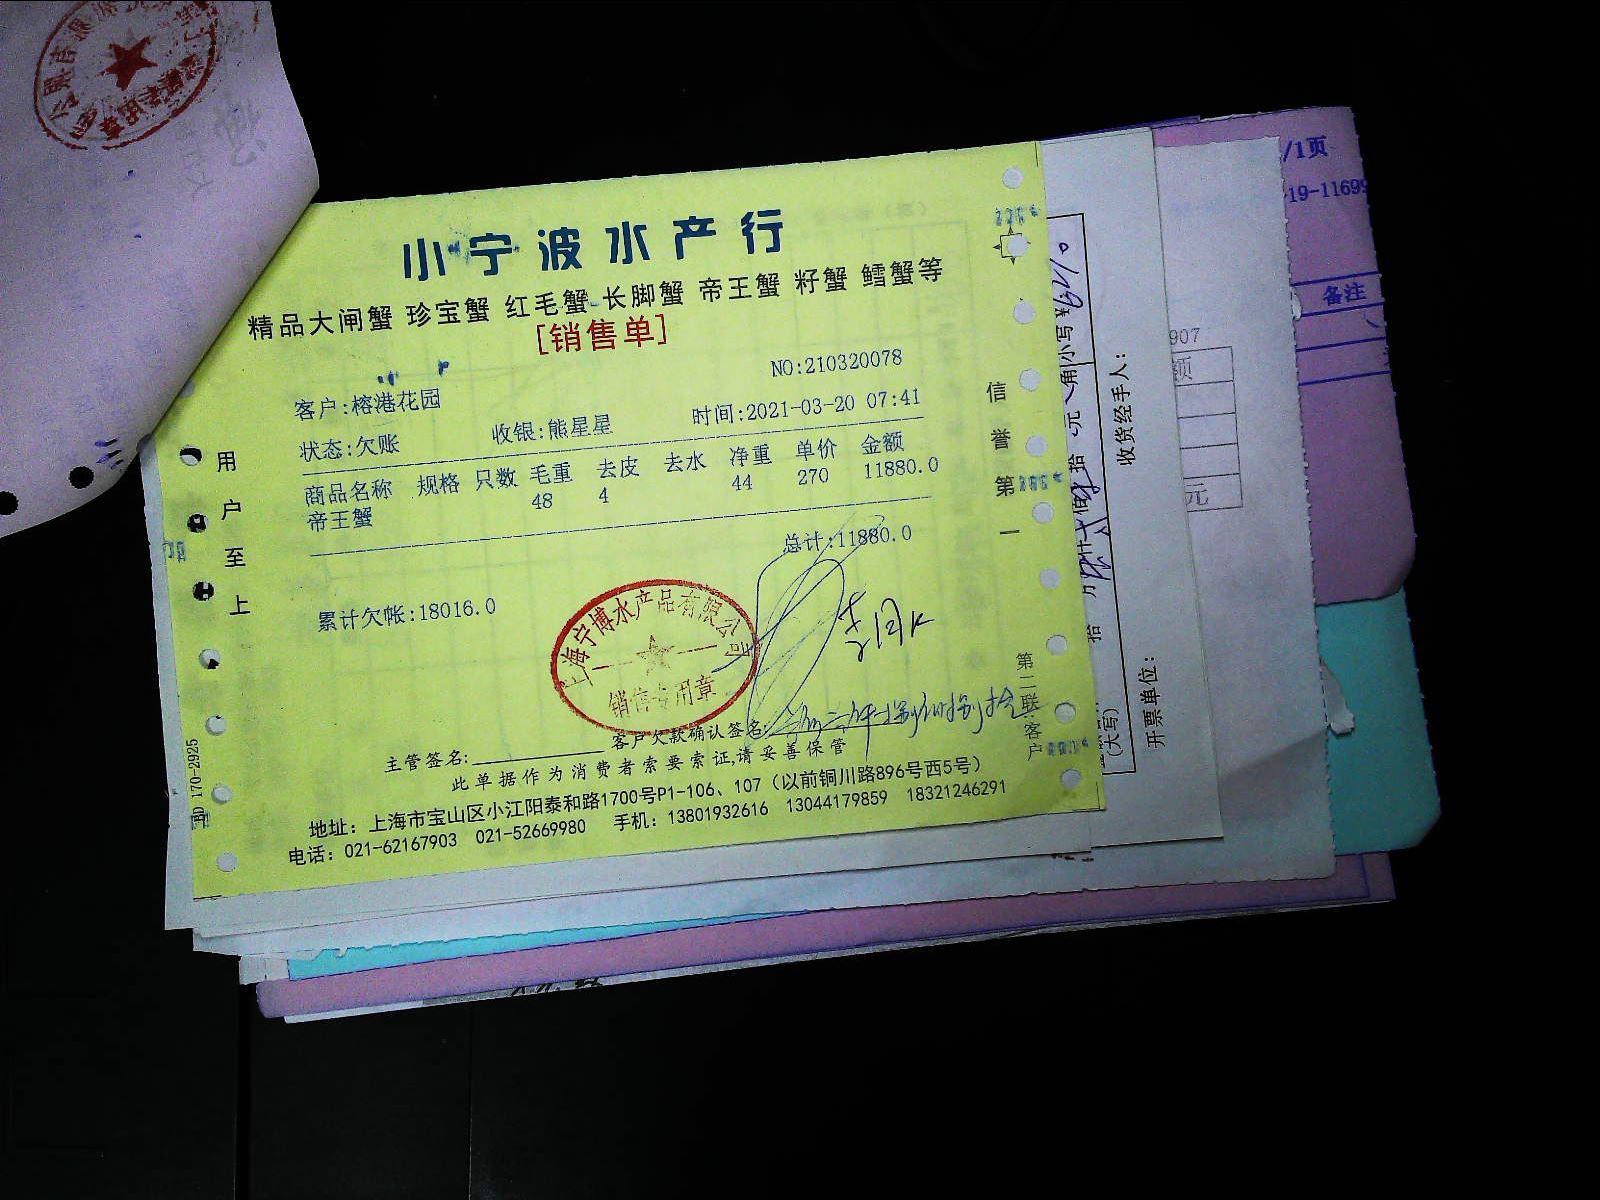 小宁波水产行
精品大闸蟹 珍宝蟹 红毛蟹 长脚蟹 帝王蟹 籽蟹 鳕蟹等
[销售单]
NO:210320078
客户:榕港花园
状态:欠账 收银:熊星星 时间:2021-03-20 07:41
商品名称 规格 只数 毛重 去皮 去水 净重 单价 金额
帝王蟹 48 4 44 270 11880.0
总计:11880.0
累计欠帐:18016.0
上海宁博水产品有限公司
销售专用章
主管签名: 客户欠款确认签名:
此单据作为消费者索要索证,请妥善保管
地址：上海市宝山区小江阳泰和路1700号P1-106、107（以前铜川路896号西5号）
电话：021-62167903 021-52669980 手机：13801932616 13044179859 18321246291
用户至上
信誉第一
第二联:客户
170-2925
/1页
19-11699
备注
907
额
元
收货经手人：
开票单位：
(大写)